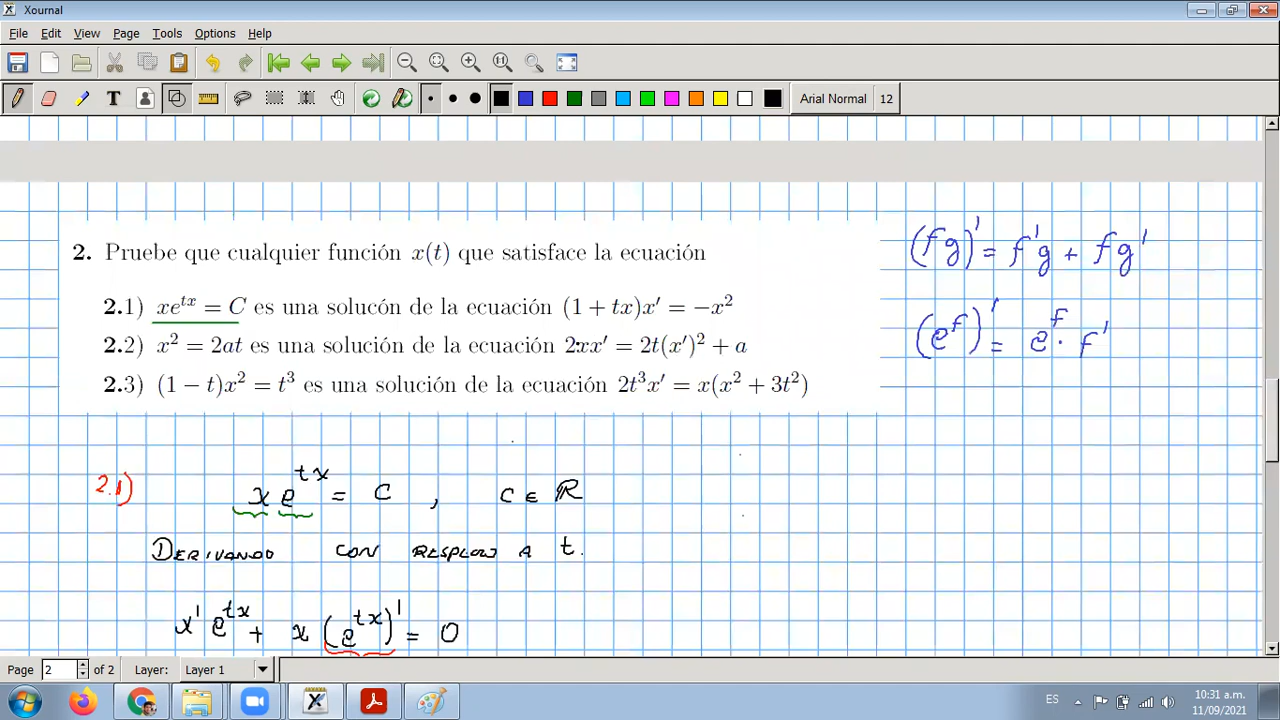 Xournal
File Edit View Page Tools Options Help
Arial Normal 12
2. Pruebe que cualquier función x(t) que satisface la ecuación
2.1) xe^{tx} = C es una solucón de la ecuación (1 + tx)x′ = −x²
2.2) x² = 2at es una solución de la ecuación 2xx′ = 2t(x′)² + a
2.3) (1 − t)x² = t³ es una solución de la ecuación 2t³x′ = x(x² + 3t²)
(fg)' = f'g + fg'
(e^f)' = e^f · f'
2.1) x e^{tx} = C , C ∈ ℝ
DERIVANDO CON RESPECTO A t.
x' e^{tx} + x (e^{tx})' = 0
Page 2 of 2 Layer: Layer 1
ES 10:31 a.m.
11/09/2021